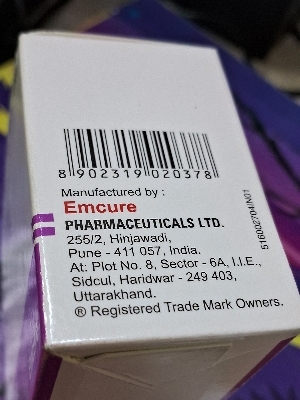 8 902319 020378
Manufactured by :
Emcure
PHARMACEUTICALS LTD.
255/2, Hinjawadi,
Pune - 411 057, India.
At: Plot No. 8, Sector - 6A, I.I.E.,
Sidcul, Haridwar - 249 403,
Uttarakhand.
® Registered Trade Mark Owners.
516002704IN01